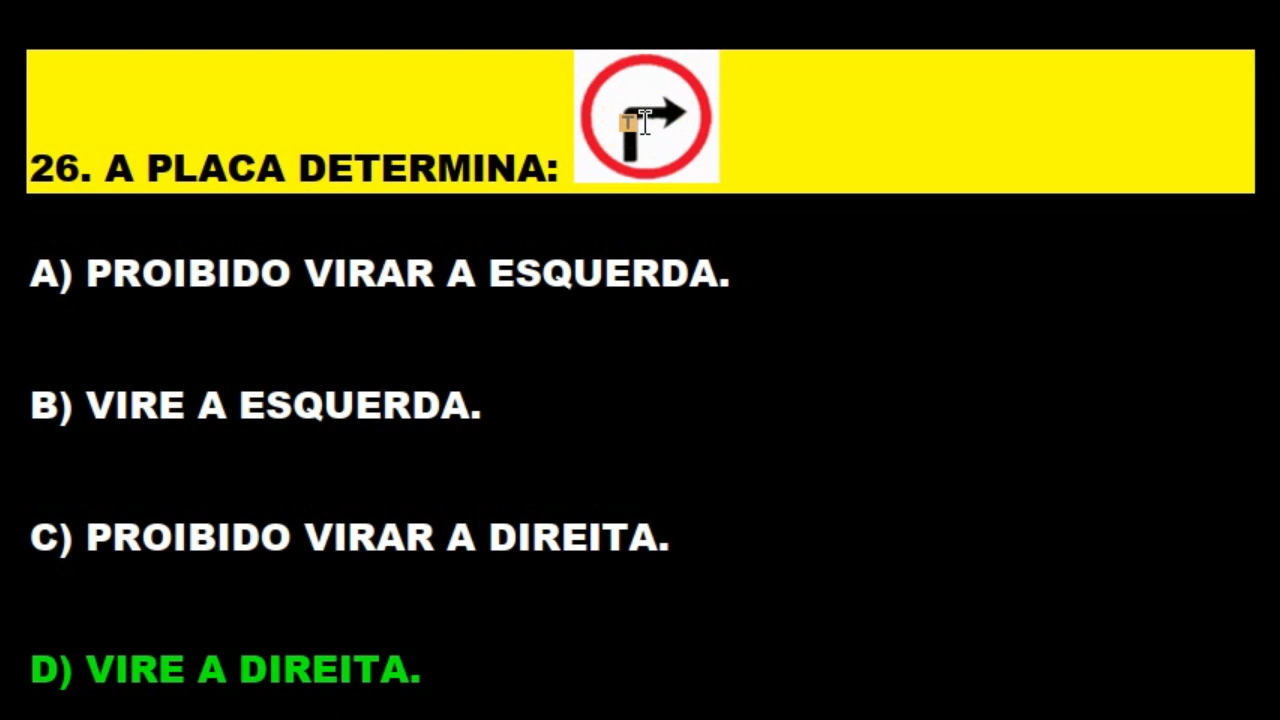 26. A PLACA DETERMINA:
T
A) PROIBIDO VIRAR A ESQUERDA.
B) VIRE A ESQUERDA.
C) PROIBIDO VIRAR A DIREITA.
D) VIRE A DIREITA.